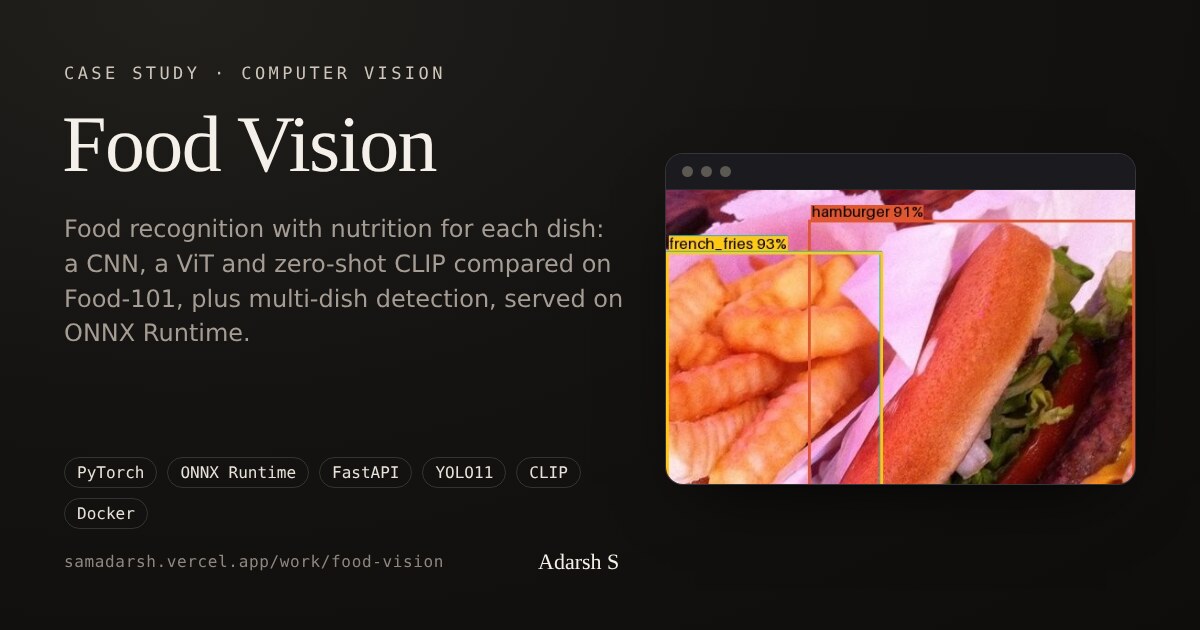 CASE STUDY · COMPUTER VISION
Food Vision
Food recognition with nutrition for each dish:
a CNN, a ViT and zero-shot CLIP compared on
Food-101, plus multi-dish detection, served on
ONNX Runtime.
PyTorch ONNX Runtime FastAPI YOLO11 CLIP
Docker
samadarsh.vercel.app/work/food-vision Adarsh S
hamburger 91%
french_fries 93%